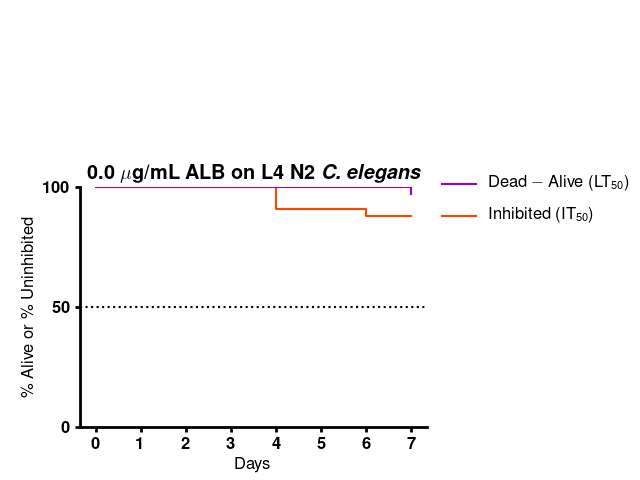 0.0 μg/mL ALB on L4 N2 C. elegans
Dead − Alive (LT50)
Inhibited (IT50)
% Alive or % Uninhibited
100
50
0
0 1 2 3 4 5 6 7
Days